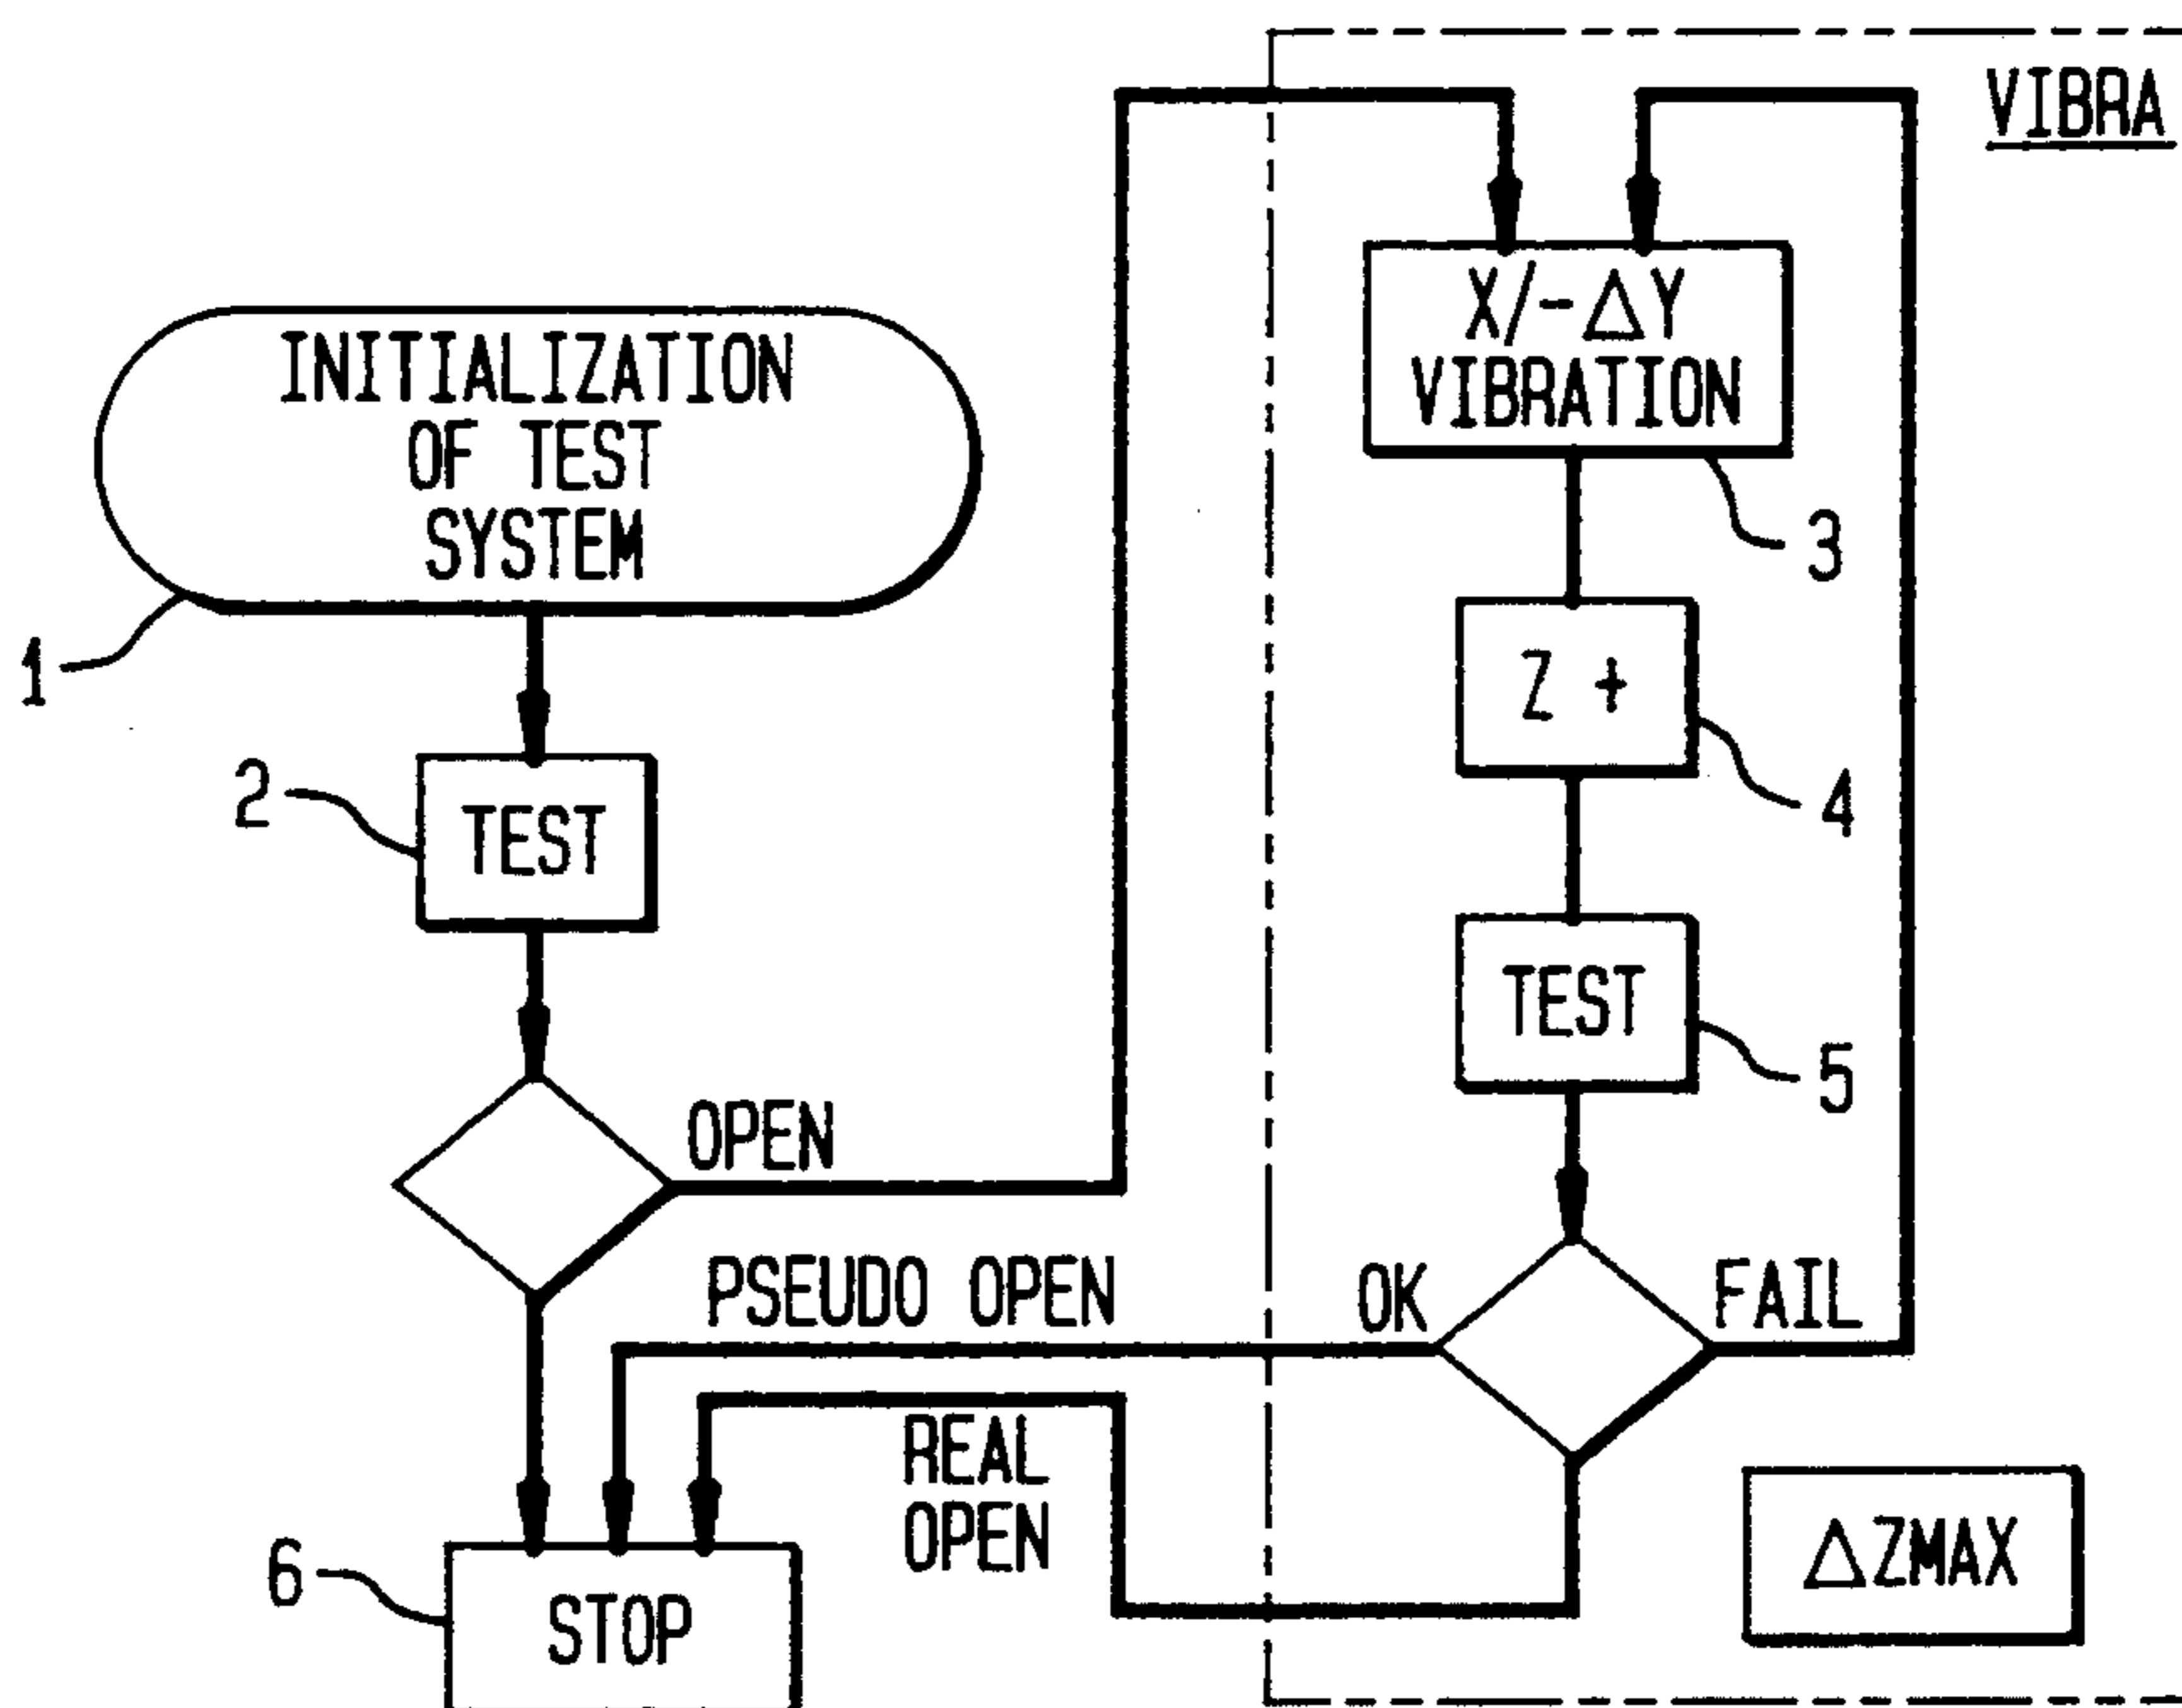 VIBRA
INITIALIZATION
OF TEST
SYSTEM
1
2
TEST
OPEN
X/-ΔY
VIBRATION
3
Z +
4
TEST
5
PSEUDO OPEN
OK
FAIL
REAL
OPEN
ΔZMAX
6
STOP